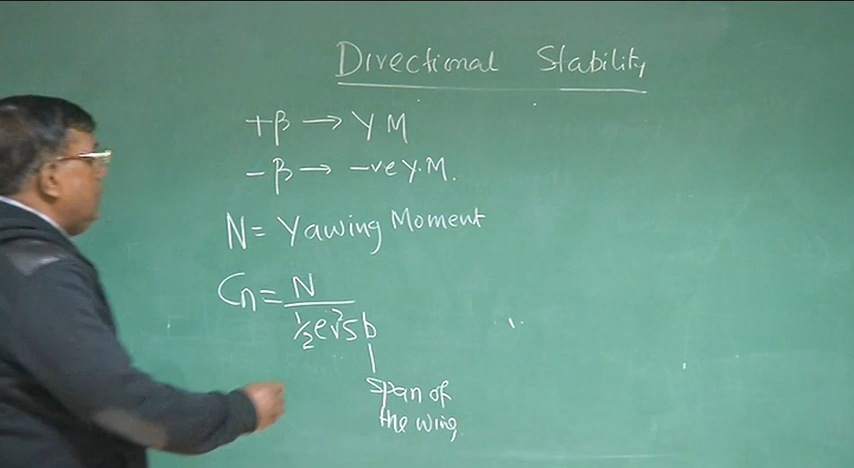 Directional Stability
+β → Y M
-β → -ve Y.M.
N = Yawing Moment
Cn = N
½ρv²sb
span of
the wing